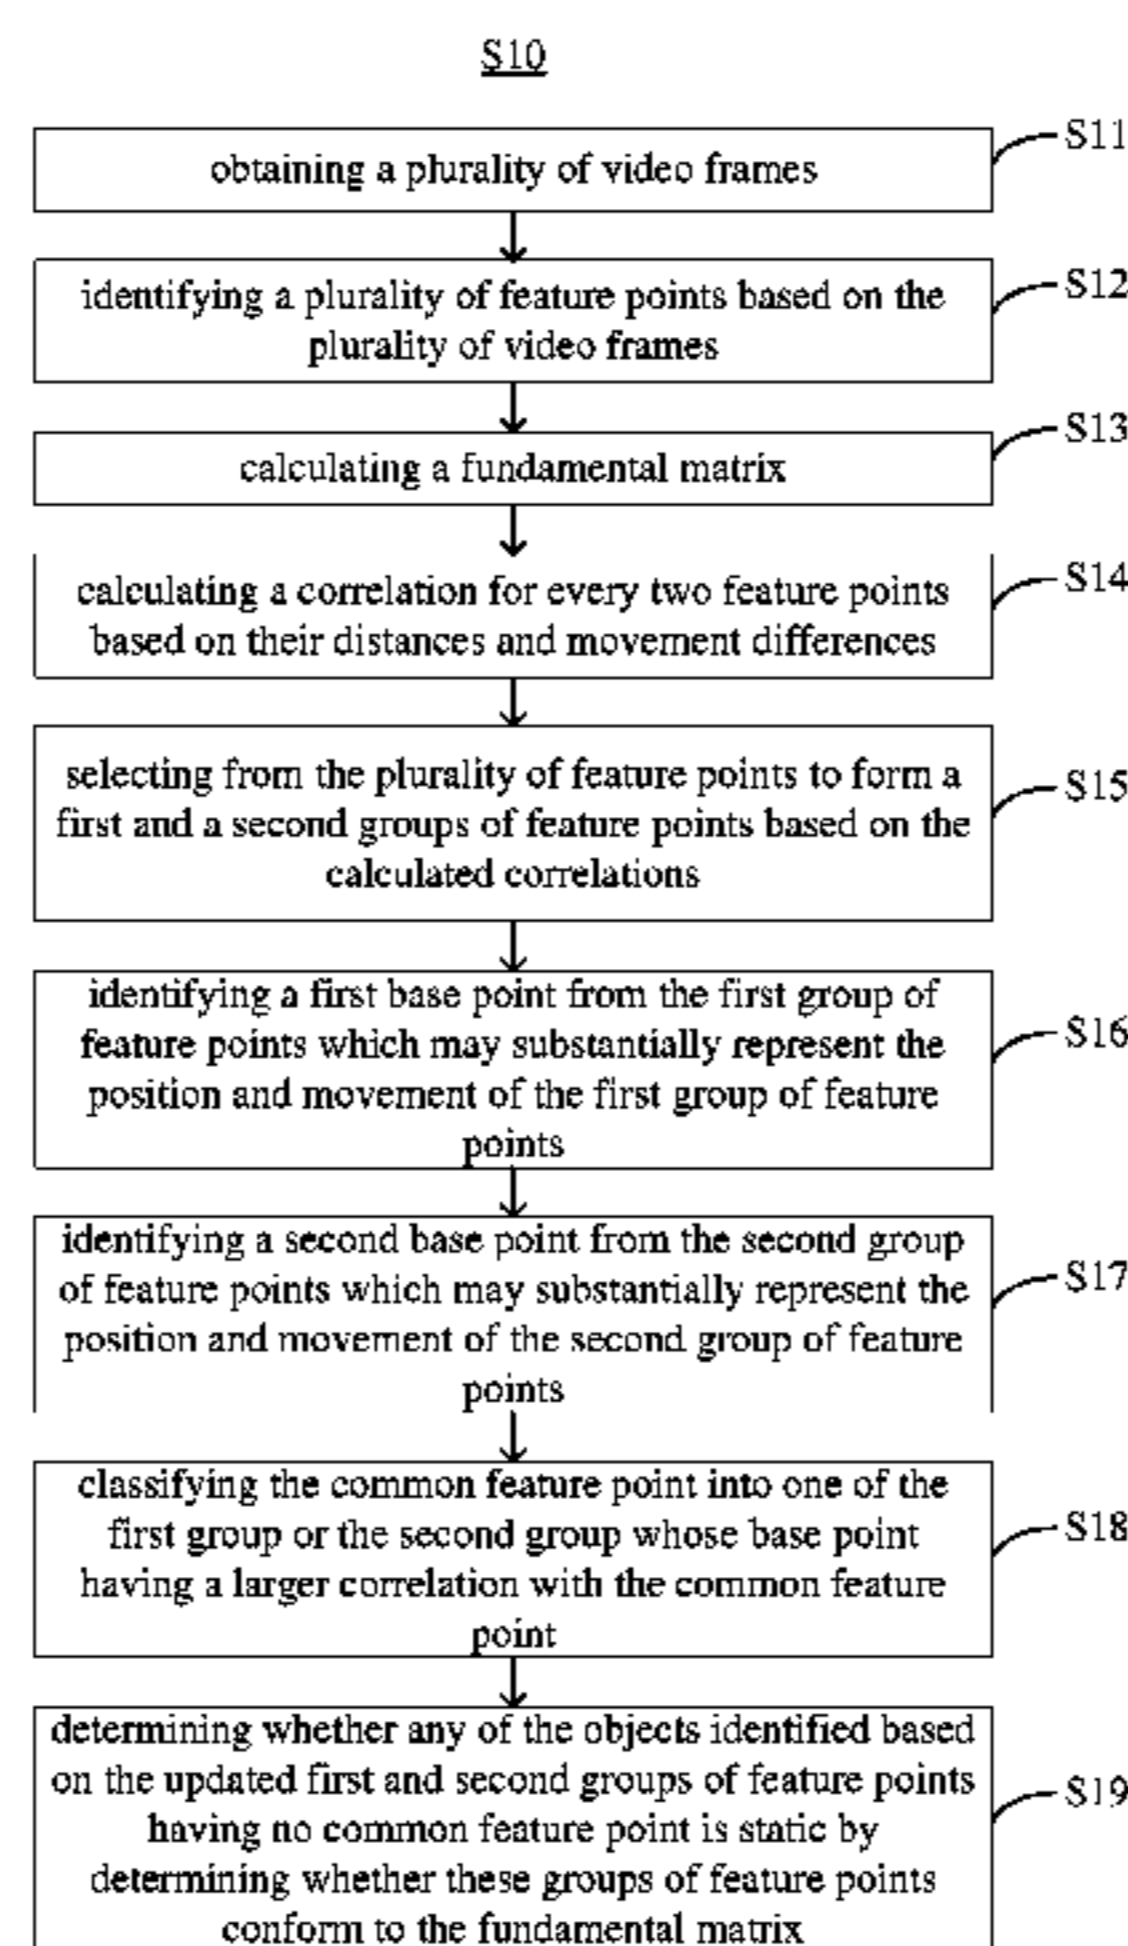 S10
obtaining a plurality of video frames
S11
identifying a plurality of feature points based on the
plurality of video frames
S12
calculating a fundamental matrix
S13
calculating a correlation for every two feature points
based on their distances and movement differences
S14
selecting from the plurality of feature points to form a
first and a second groups of feature points based on the
calculated correlations
S15
identifying a first base point from the first group of
feature points which may substantially represent the
position and movement of the first group of feature
points
S16
identifying a second base point from the second group
of feature points which may substantially represent the
position and movement of the second group of feature
points
S17
classifying the common feature point into one of the
first group or the second group whose base point
having a larger correlation with the common feature
point
S18
determining whether any of the objects identified based
on the updated first and second groups of feature points
having no common feature point is static by
determining whether these groups of feature points
conform to the fundamental matrix
S19